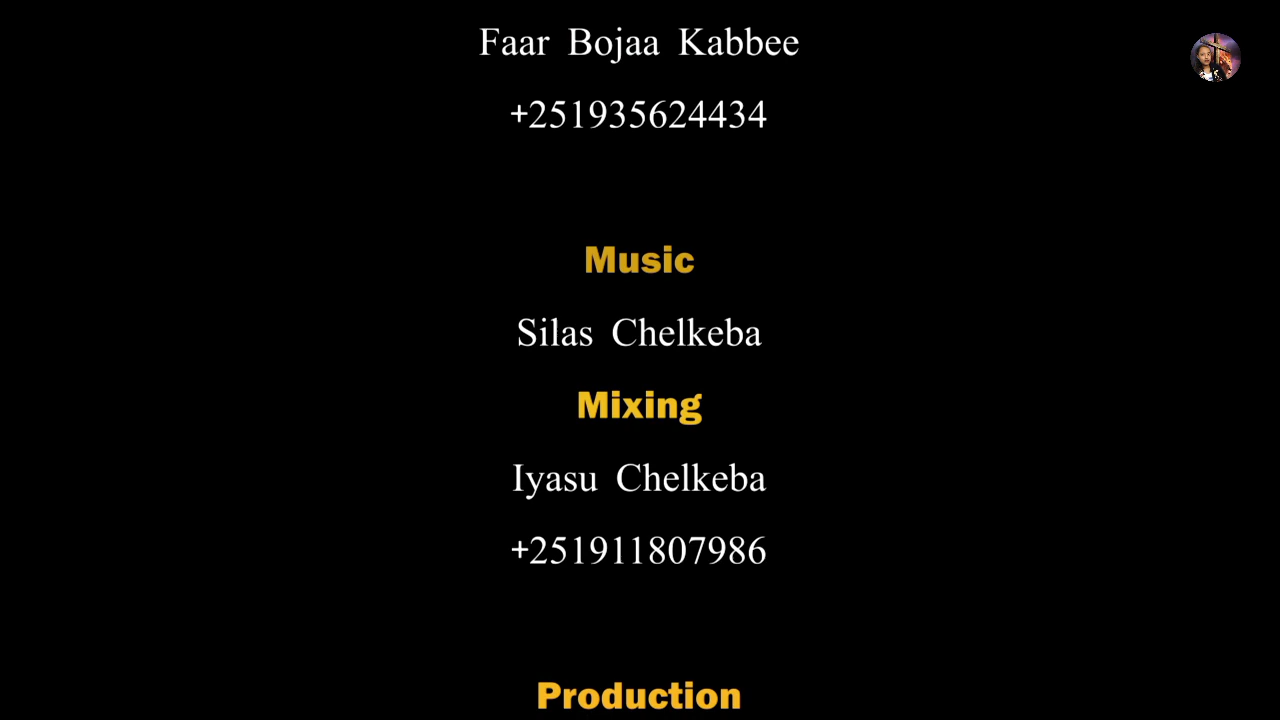 Faar Bojaa Kabbee
+251935624434
Music
Silas Chelkeba
Mixing
Iyasu Chelkeba
+251911807986
Production